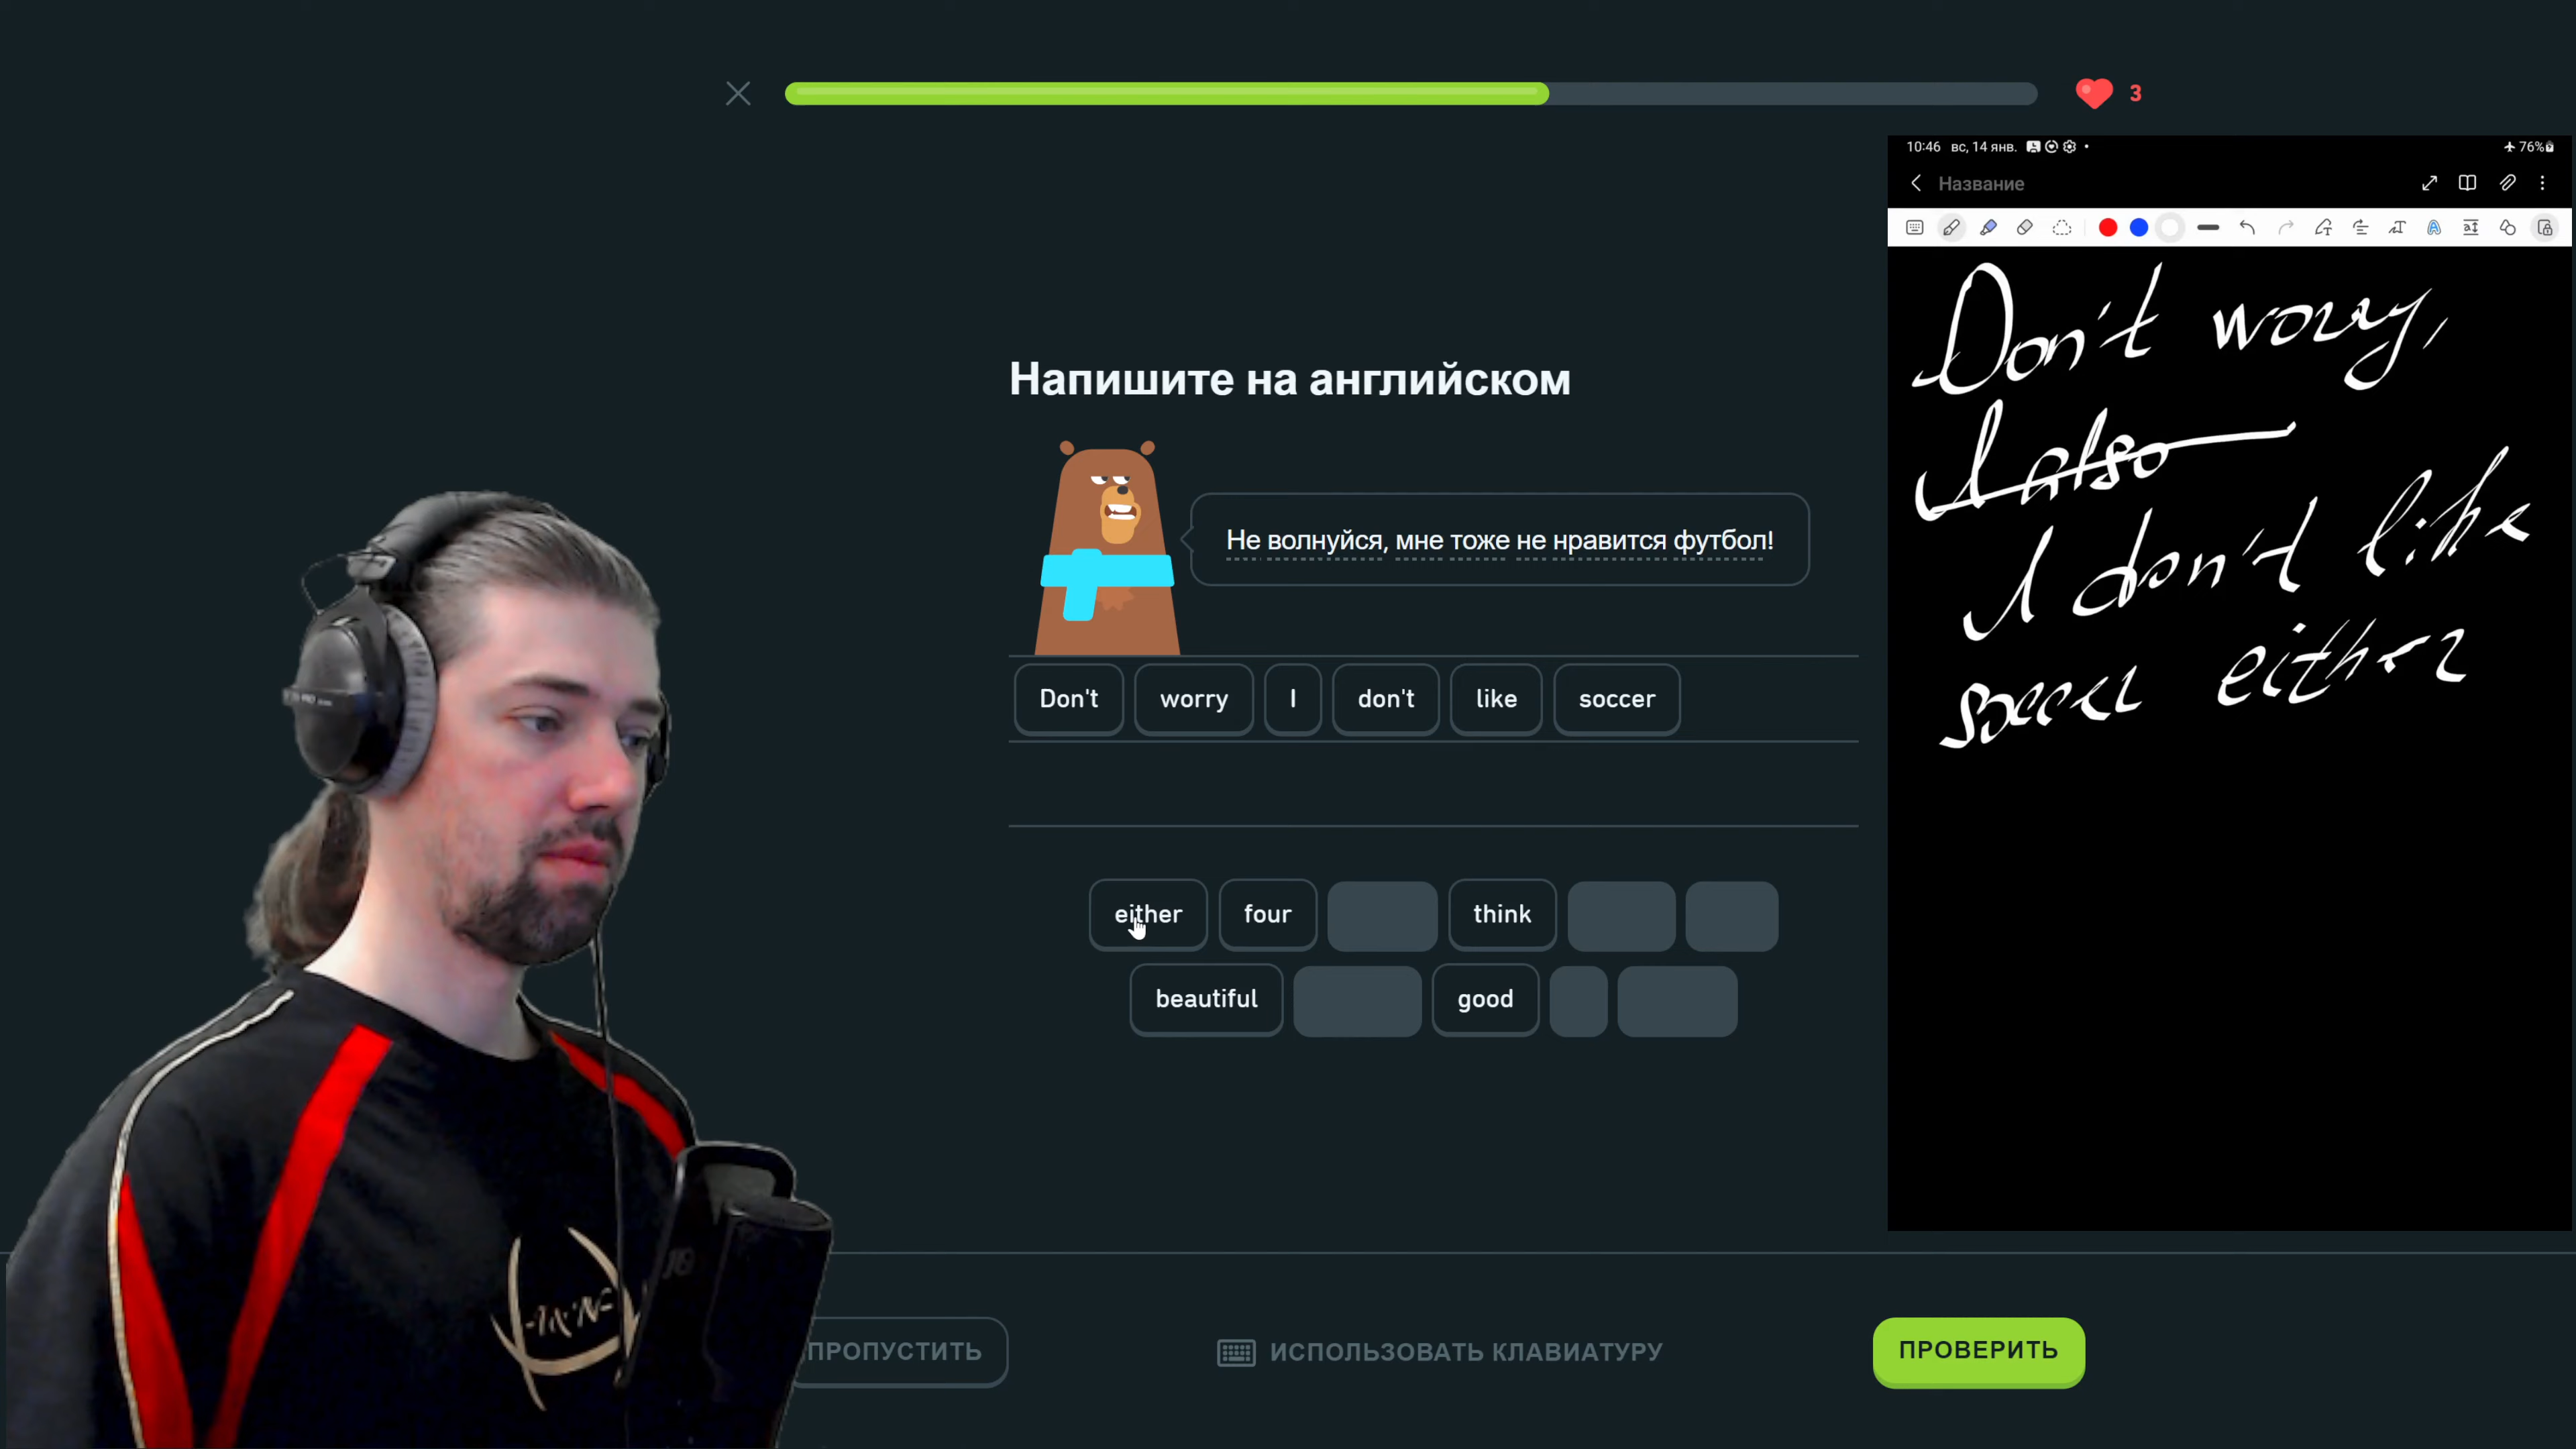 3
10:46 вс, 14 янв.
76%
Название
Don't worry,
I also
I don't like
soccer either
Напишите на английском
Не волнуйся, мне тоже не нравится футбол!
Don't worry I don't like soccer
either four think
beautiful good
ПРОПУСТИТЬ
ИСПОЛЬЗОВАТЬ КЛАВИАТУРУ
ПРОВЕРИТЬ